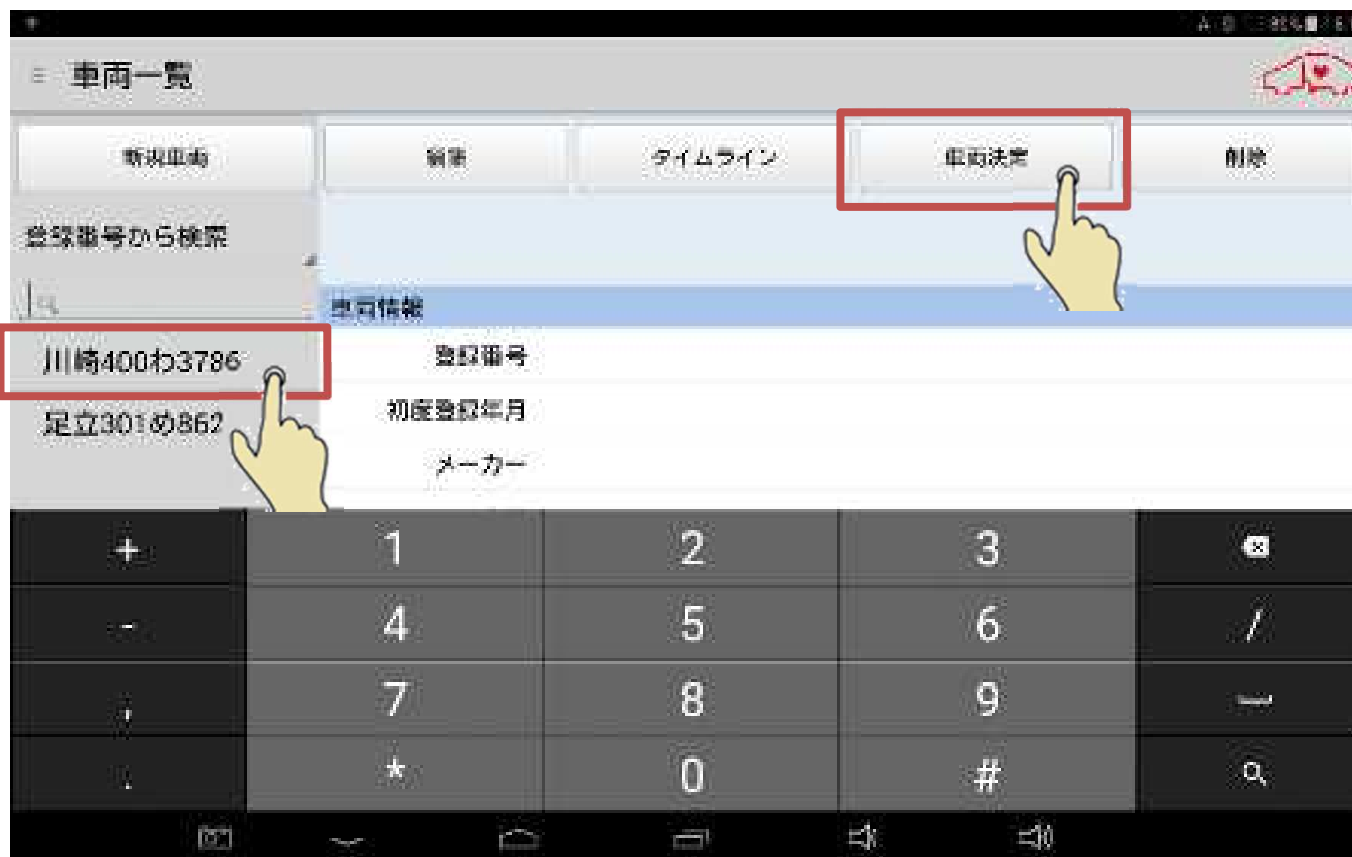 車両一覧
新規車両
編集
タイムライン
車両決定
削除
登録番号から検索
車両情報
川崎400わ3786
登録番号
足立301め862
初度登録年月
メーカー
+ 1 2 3
- 4 5 6 /
, 7 8 9
. * 0 #